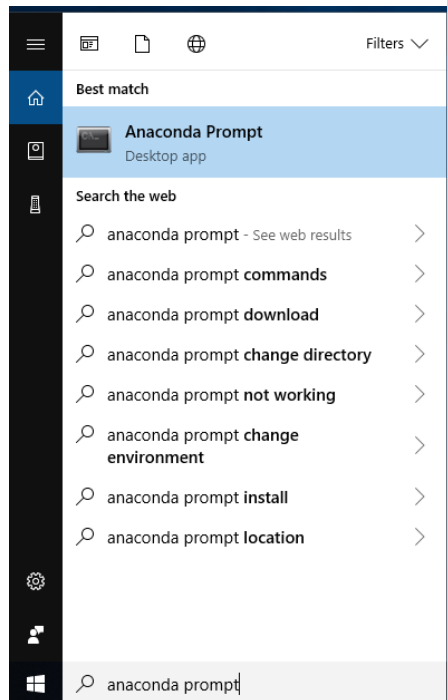 Filters
Best match
Anaconda Prompt
Desktop app
Search the web
anaconda prompt - See web results
anaconda prompt commands
anaconda prompt download
anaconda prompt change directory
anaconda prompt not working
anaconda prompt change
environment
anaconda prompt install
anaconda prompt location
anaconda prompt